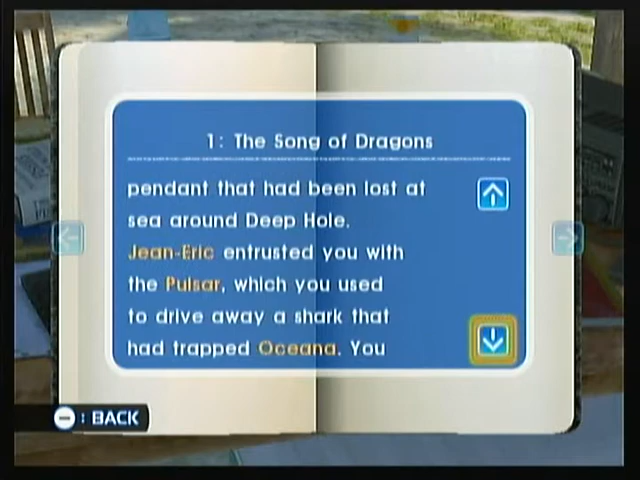 1: The Song of Dragons
pendant that had been lost at
sea around Deep Hole.
Jean-Eric entrusted you with
the Pulsar, which you used
to drive away a shark that
had trapped Oceana. You
− : BACK